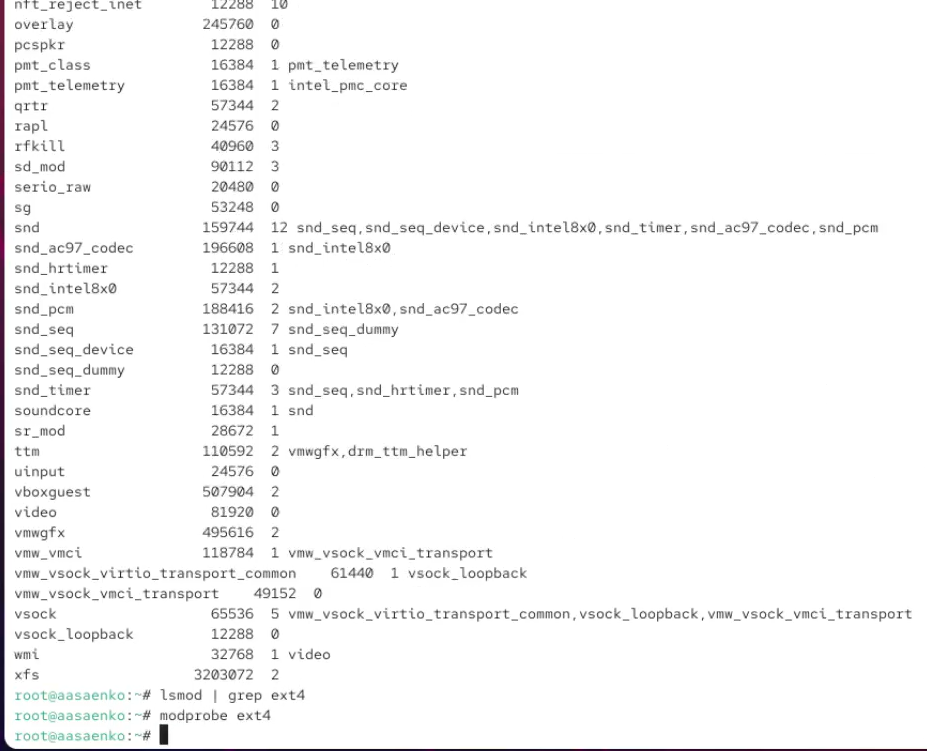 nft_reject_inet 12288 10
overlay 245760 0
pcspkr 12288 0
pmt_class 16384 1 pmt_telemetry
pmt_telemetry 16384 1 intel_pmc_core
qrtr 57344 2
rapl 24576 0
rfkill 40960 3
sd_mod 90112 3
serio_raw 20480 0
sg 53248 0
snd 159744 12 snd_seq,snd_seq_device,snd_intel8x0,snd_timer,snd_ac97_codec,snd_pcm
snd_ac97_codec 196608 1 snd_intel8x0
snd_hrtimer 12288 1
snd_intel8x0 57344 2
snd_pcm 188416 2 snd_intel8x0,snd_ac97_codec
snd_seq 131072 7 snd_seq_dummy
snd_seq_device 16384 1 snd_seq
snd_seq_dummy 12288 0
snd_timer 57344 3 snd_seq,snd_hrtimer,snd_pcm
soundcore 16384 1 snd
sr_mod 28672 1
ttm 110592 2 vmwgfx,drm_ttm_helper
uinput 24576 0
vboxguest 507904 2
video 81920 0
vmwgfx 495616 2
vmw_vmci 118784 1 vmw_vsock_vmci_transport
vmw_vsock_virtio_transport_common 61440 1 vsock_loopback
vmw_vsock_vmci_transport 49152 0
vsock 65536 5 vmw_vsock_virtio_transport_common,vsock_loopback,vmw_vsock_vmci_transport
vsock_loopback 12288 0
wmi 32768 1 video
xfs 3203072 2
root@aasaenko:~# lsmod | grep ext4
root@aasaenko:~# modprobe ext4
root@aasaenko:~#